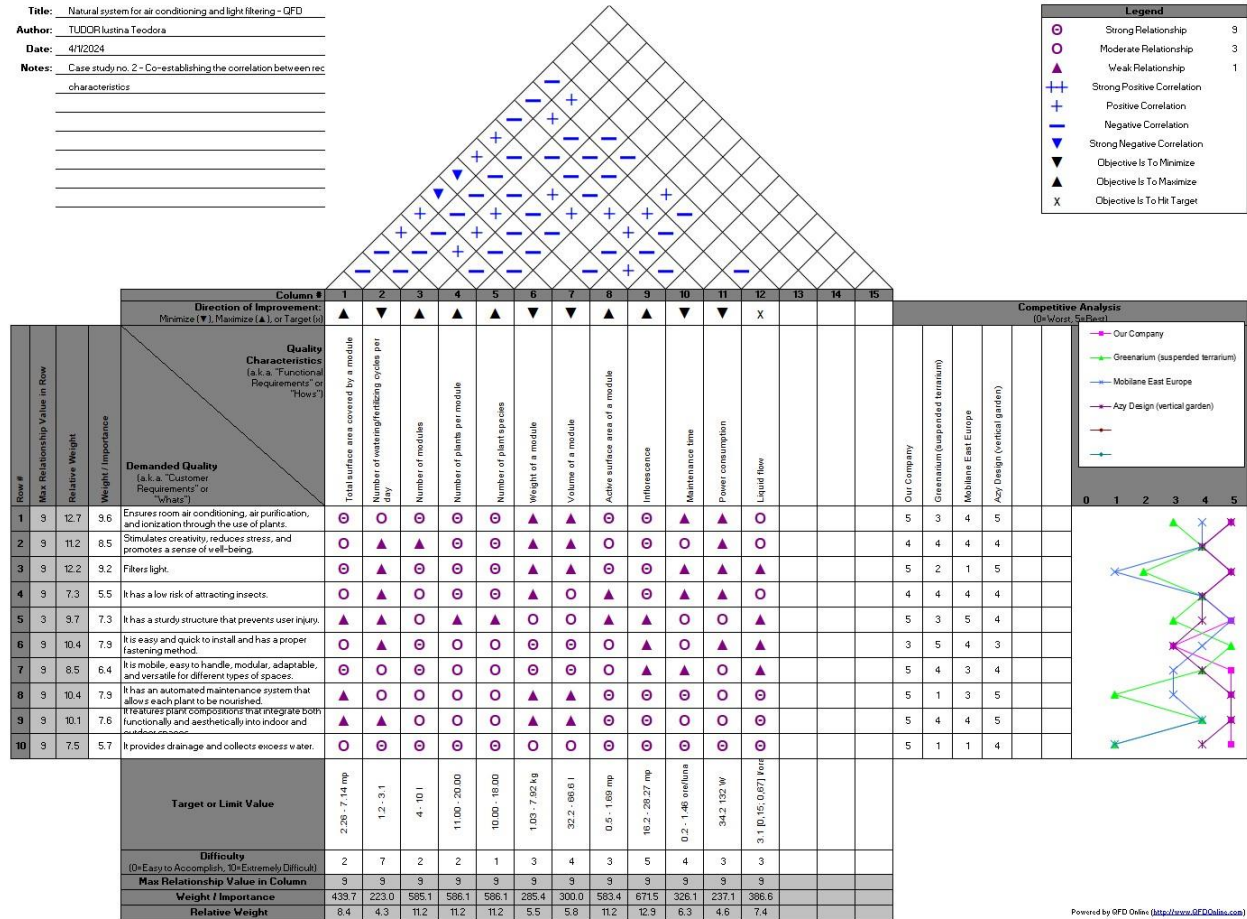 Title: Natural system for air conditioning and light filtering - QFD
Author: TUDOR Iustina Teodora
Date: 4/1/2024
Notes: Case study no. 2 - Co-establishing the correlation between rec
characteristics
Legend
Θ Strong Relationship 9
Ο Moderate Relationship 3
▲ Weak Relationship 1
++ Strong Positive Correlation
+ Positive Correlation
− Negative Correlation
▼ Strong Negative Correlation
▼ Objective Is To Minimize
▲ Objective Is To Maximize
X Objective Is To Hit Target
Column # 1 2 3 4 5 6 7 8 9 10 11 12 13 14 15
Direction of Improvement:
Minimize (▼), Maximize (▲), or Target (x)
▲ ▼ ▲ ▲ ▲ ▼ ▼ ▲ ▲ ▼ ▼ X
Competitive Analysis
(0=Worst, 5=Best)
Row #
Max Relationship Value in Row
Relative Weight
Weight / Importance
Quality
Characteristics
(a.k.a. "Functional
Requirements" or
"Hows")
Demanded Quality
(a.k.a. "Customer
Requirements" or
"Whats")
Total surface area covered by a module
Number of watering/fertilizing cycles per
day
Number of modules
Number of plants per module
Number of plant species
Weight of a module
Volume of a module
Active surface area of a module
Inflorescence
Maintenance time
Power consumption
Liquid flow
Our Company
Greenarium (suspended terrarium)
Mobilane East Europe
Azy Design (vertical garden)
Our Company
Greenarium (suspended terrarium)
Mobilane East Europe
Azy Design (vertical garden)
0 1 2 3 4 5
1 9 12.7 9.6 Ensures room air conditioning, air purification,
and ionization through the use of plants.
Θ Ο Θ Θ Θ ▲ ▲ Θ Θ ▲ ▲ Ο 5 3 4 5
2 9 11.2 8.5 Stimulates creativity, reduces stress, and
promotes a sense of well-being.
Ο ▲ ▲ Θ Θ ▲ ▲ Ο Θ Ο ▲ Ο 4 4 4 4
3 9 12.2 9.2 Filters light.
Θ ▲ Θ Θ Θ ▲ ▲ Θ Θ ▲ ▲ ▲ 5 2 1 5
4 9 7.3 5.5 It has a low risk of attracting insects.
Ο Ο Ο Θ Θ ▲ Ο ▲ Θ ▲ ▲ Ο 4 4 4 4
5 3 9.7 7.3 It has a sturdy structure that prevents user injury.
▲ ▲ Ο ▲ ▲ Ο Ο Ο ▲ Ο Ο ▲ 5 3 5 4
6 9 10.4 7.9 It is easy and quick to install and has a proper
fastening method.
Ο ▲ Θ Ο Ο Θ Θ Ο ▲ Ο ▲ ▲ 3 5 4 3
7 9 8.5 6.4 It is mobile, easy to handle, modular, adaptable,
and versatile for different types of spaces.
Θ Ο Θ Ο Ο Θ Θ Ο ▲ ▲ Ο ▲ 5 4 3 4
8 9 10.4 7.9 It has an automated maintenance system that
allows each plant to be nourished.
▲ Ο Ο Ο Ο ▲ ▲ Θ Θ Θ Ο Θ 5 1 3 5
9 9 10.1 7.6 It features plant compositions that integrate both
functionally and aesthetically into indoor and
outdoor spaces.
▲ ▲ Ο Ο Ο ▲ ▲ Θ Θ Ο Ο Θ 5 4 4 5
10 9 7.5 5.7 It provides drainage and collects excess water.
Ο Θ Θ Θ Θ Ο Ο Θ Θ Θ Θ Θ 5 1 1 4
Target or Limit Value
2.26 - 7.14 mp
1.2 - 3.1
4 - 10 l
11.00 - 20.00
10.00 - 18.00
1.03 - 7.92 kg
32.2 - 66.6 l
0.5 - 1.69 mp
16.2 - 28.27 mp
0.2 - 1.46 ore/luna
34.2 132 W
3.1 [0,15; 0,67]
Difficulty
(0=Easy to Accomplish, 10=Extremely Difficult)
2 7 2 2 1 3 4 3 5 4 3 3
Max Relationship Value in Column 9 9 9 9 9 9 9 9 9 9 9 9
Weight / Importance 439.7 223.0 585.1 586.1 586.1 285.4 300.0 583.4 671.5 326.1 237.1 386.6
Relative Weight 8.4 4.3 11.2 11.2 11.2 5.5 5.8 11.2 12.9 6.3 4.6 7.4
Powered by QFD Online (http://www.QFDOnline.com)